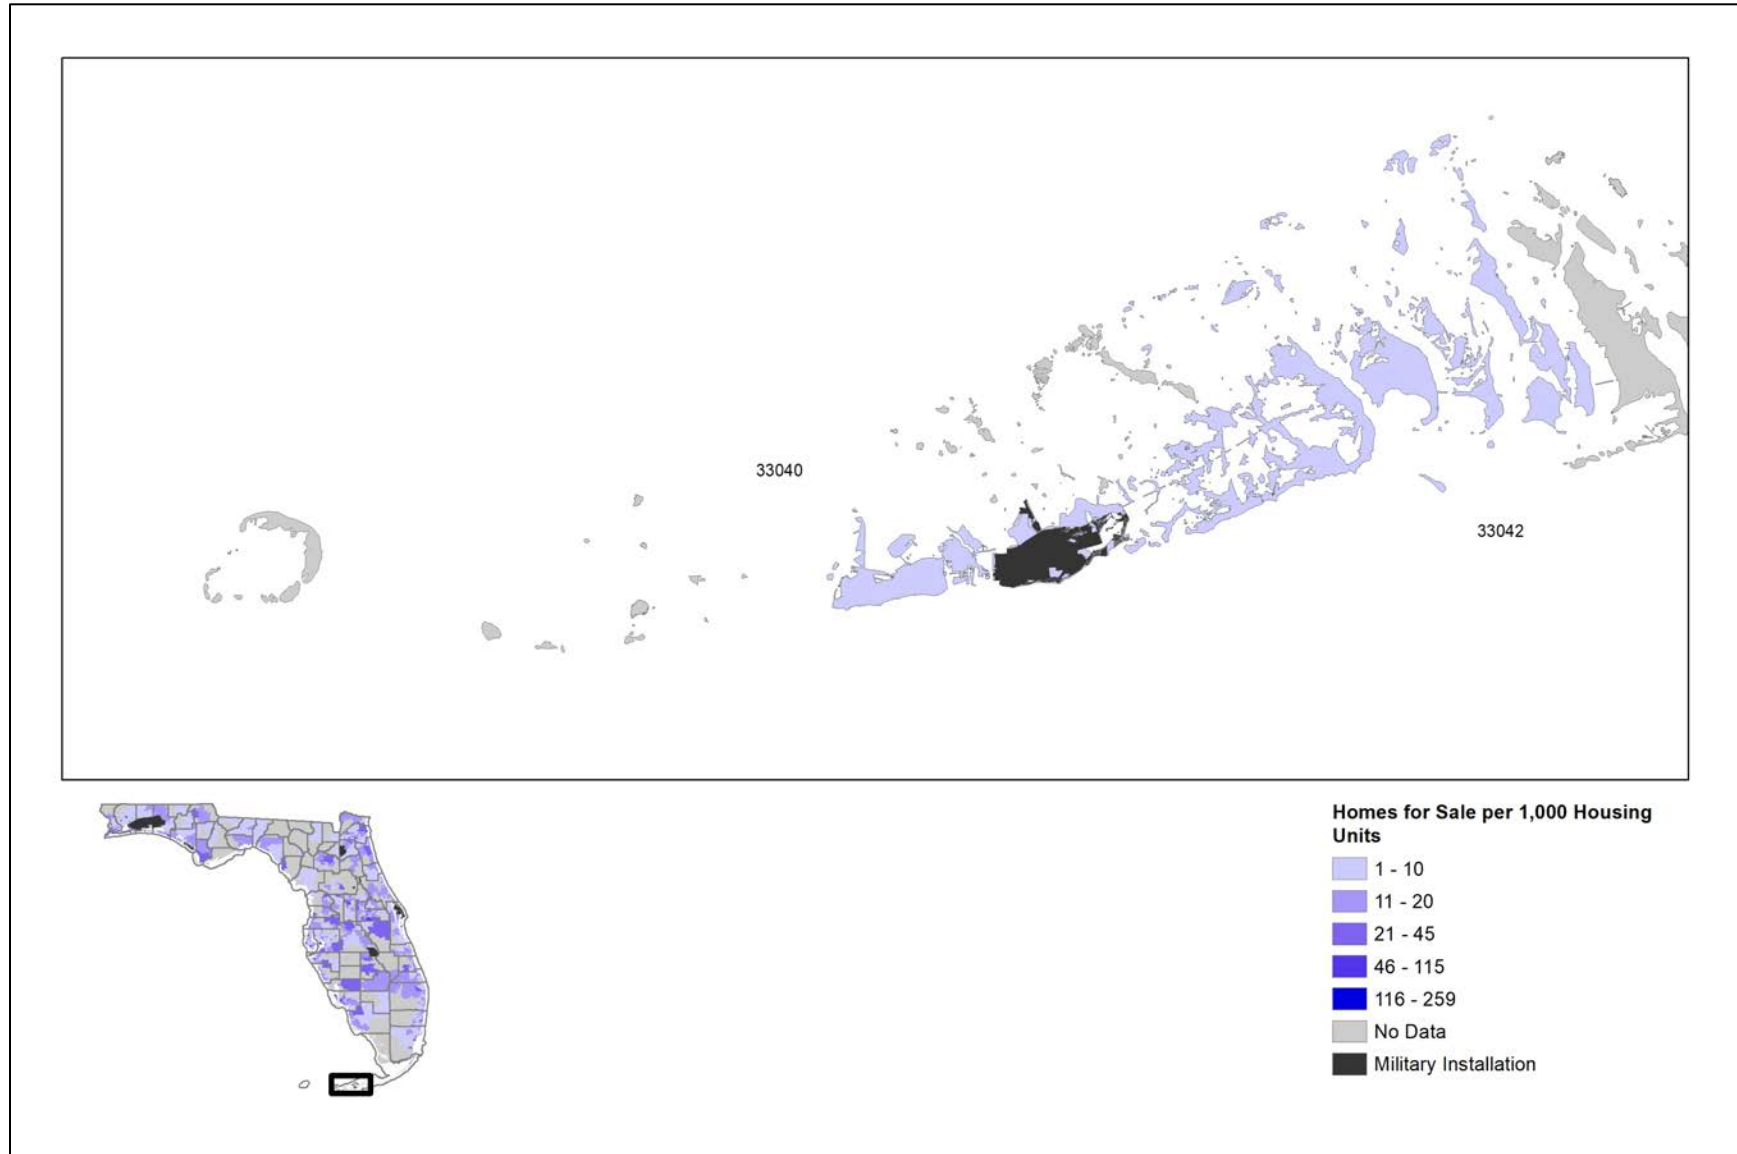 33040
33042
Homes for Sale per 1,000 Housing
Units
1 - 10
11 - 20
21 - 45
46 - 115
116 - 259
No Data
Military Installation